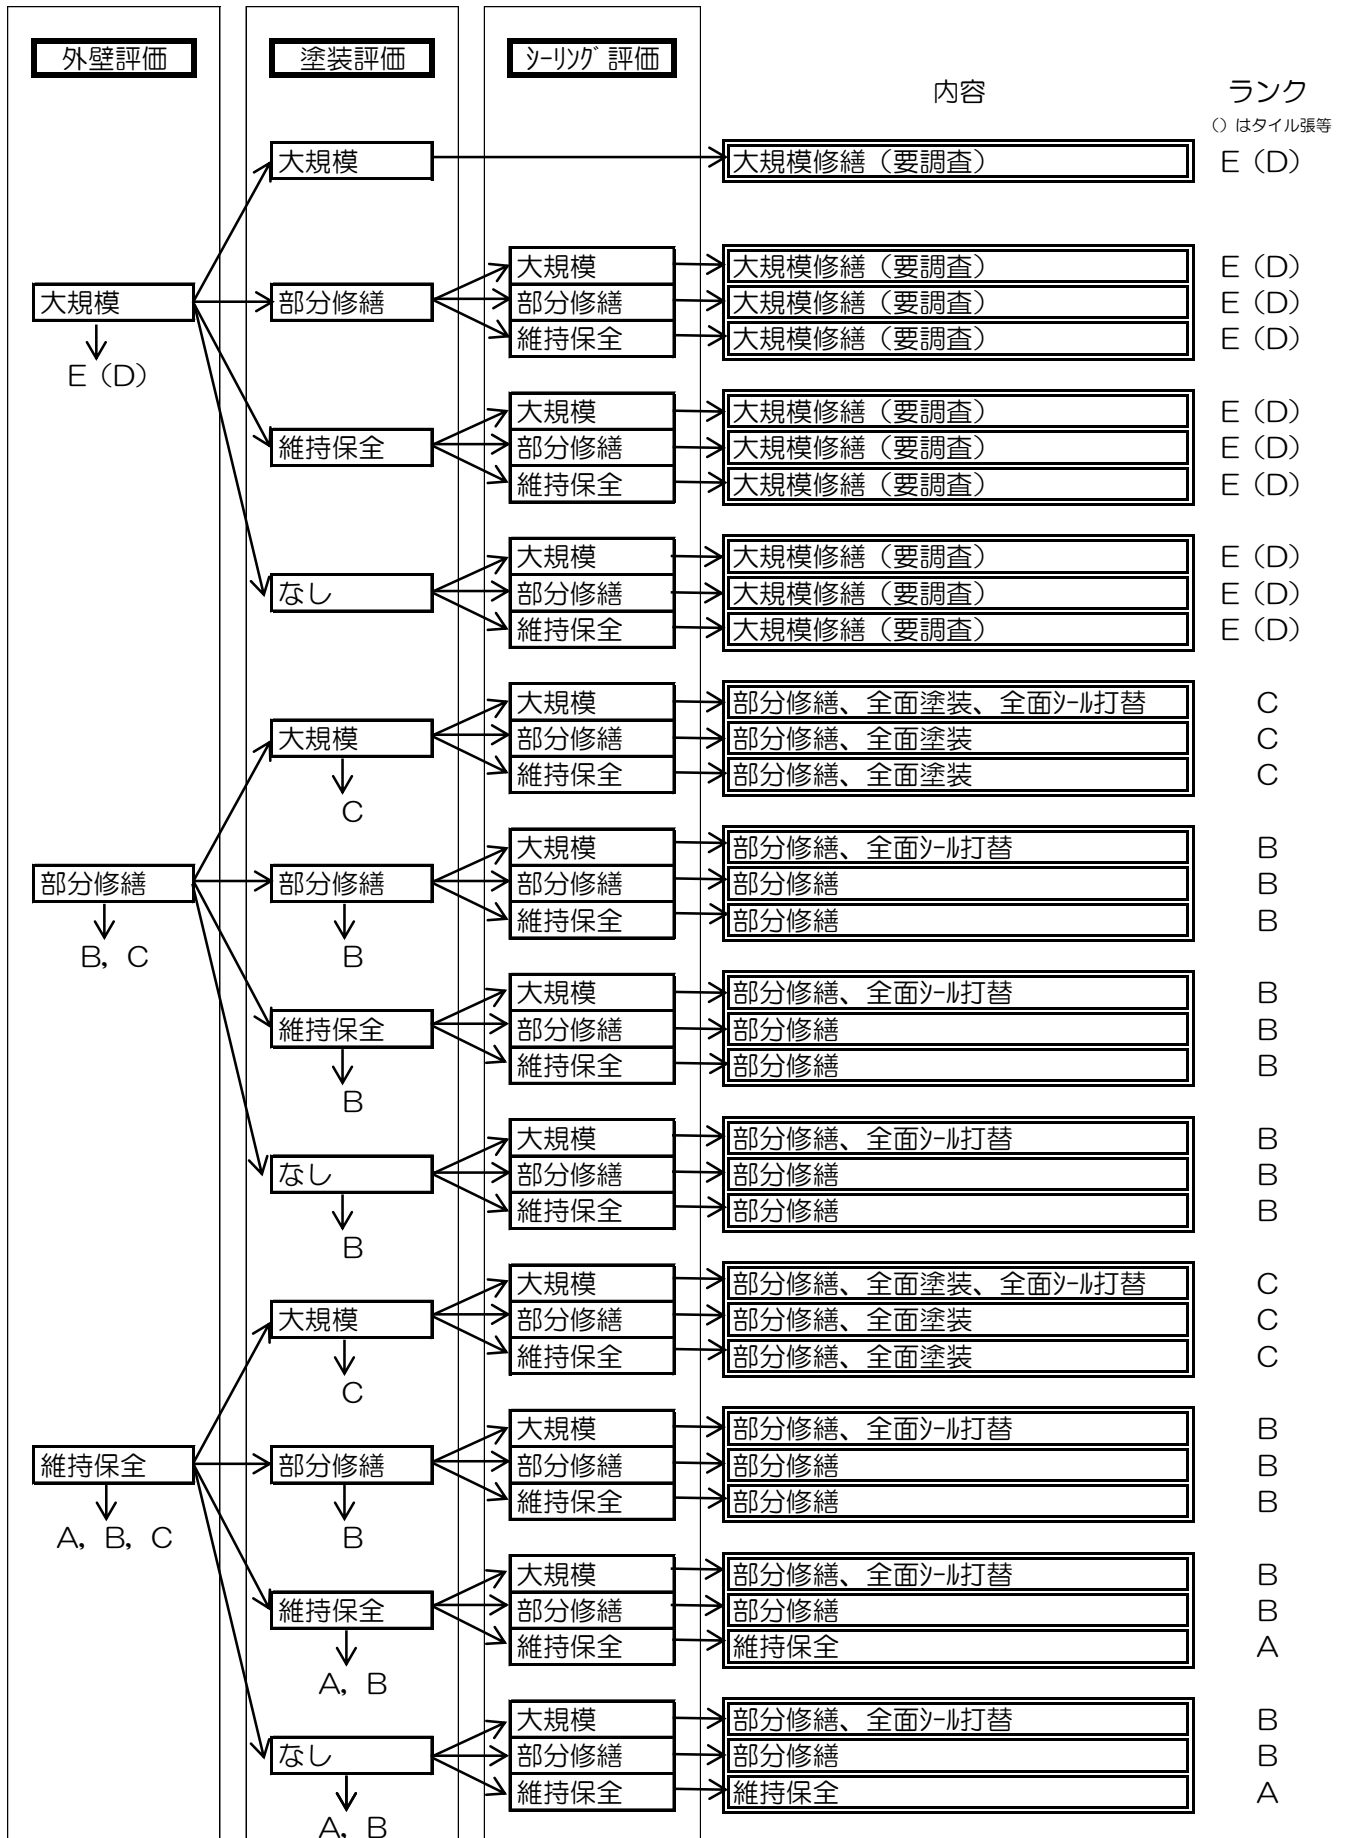 外壁評価 塗装評価 ｼｰﾘﾝｸﾞ評価
内容 ランク
（）はタイル張等
大規模 大規模修繕（要調査） E（D）
大規模 大規模修繕（要調査） E（D）
大規模 部分修繕 部分修繕 大規模修繕（要調査） E（D）
維持保全 大規模修繕（要調査） E（D）
E（D）
大規模 大規模修繕（要調査） E（D）
維持保全 部分修繕 大規模修繕（要調査） E（D）
維持保全 大規模修繕（要調査） E（D）
大規模 大規模修繕（要調査） E（D）
なし 部分修繕 大規模修繕（要調査） E（D）
維持保全 大規模修繕（要調査） E（D）
大規模 部分修繕、全面塗装、全面ｼｰﾙ打替 C
大規模 部分修繕 部分修繕、全面塗装 C
維持保全 部分修繕、全面塗装 C
C
大規模 部分修繕、全面ｼｰﾙ打替 B
部分修繕 部分修繕 部分修繕 部分修繕 B
維持保全 部分修繕 B
B，C B
大規模 部分修繕、全面ｼｰﾙ打替 B
維持保全 部分修繕 部分修繕 B
維持保全 部分修繕 B
B
大規模 部分修繕、全面ｼｰﾙ打替 B
なし 部分修繕 部分修繕 B
維持保全 部分修繕 B
B
大規模 部分修繕、全面塗装、全面ｼｰﾙ打替 C
大規模 部分修繕 部分修繕、全面塗装 C
維持保全 部分修繕、全面塗装 C
C
大規模 部分修繕、全面ｼｰﾙ打替 B
維持保全 部分修繕 部分修繕 部分修繕 B
維持保全 部分修繕 B
A，B，C B
大規模 部分修繕、全面ｼｰﾙ打替 B
維持保全 部分修繕 部分修繕 B
維持保全 維持保全 A
A，B
大規模 部分修繕、全面ｼｰﾙ打替 B
なし 部分修繕 部分修繕 B
維持保全 維持保全 A
A，B